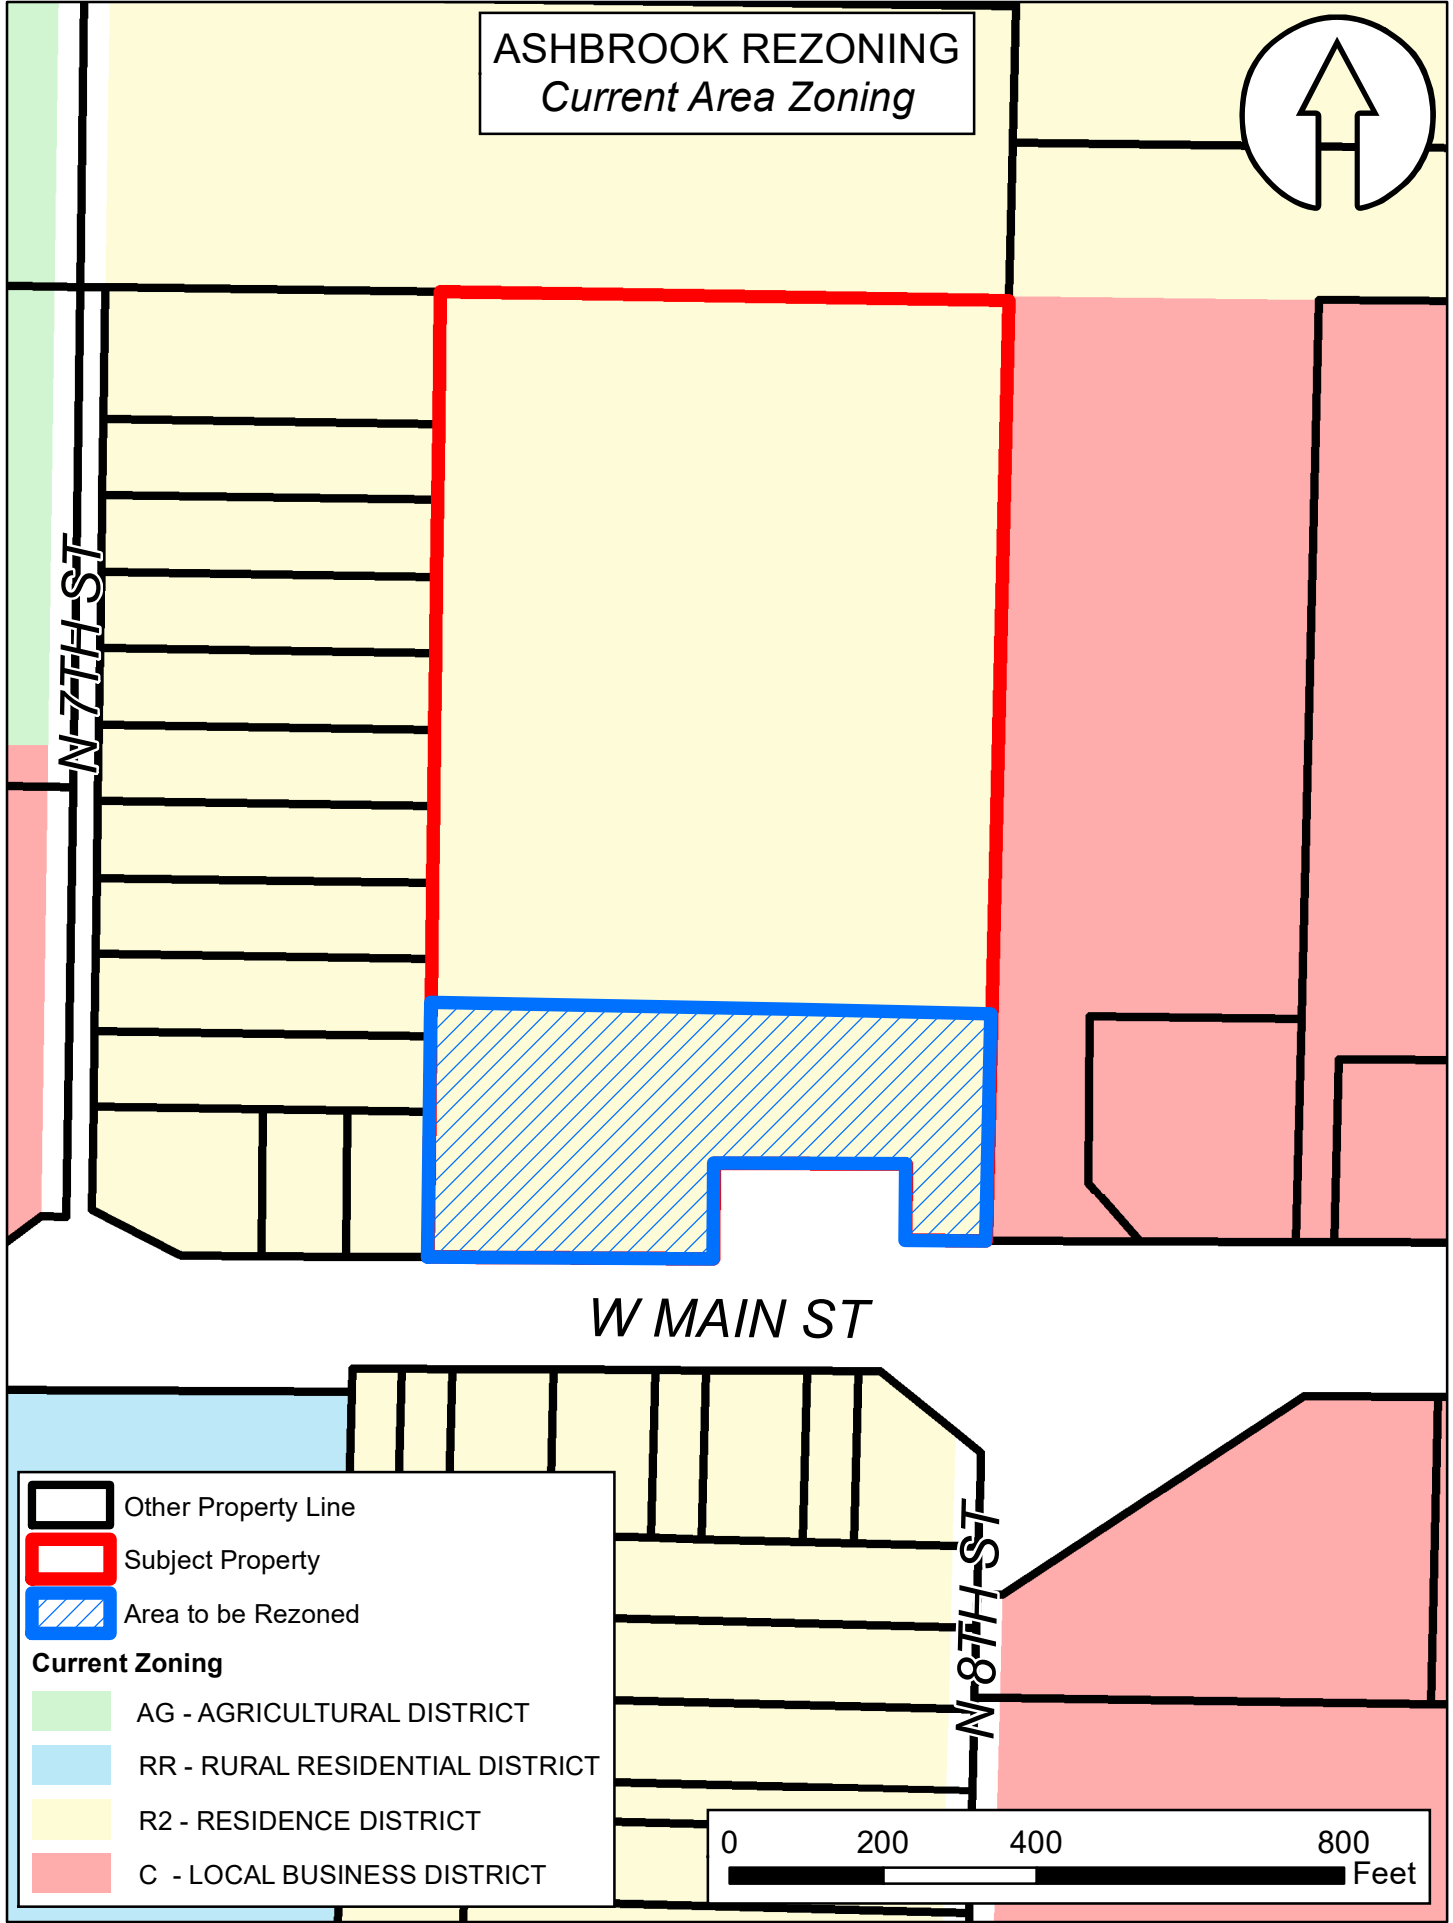 ASHBROOK REZONING
Current Area Zoning
N 7TH ST
W MAIN ST
N 8TH ST
Other Property Line
Subject Property
Area to be Rezoned
Current Zoning
AG - AGRICULTURAL DISTRICT
RR - RURAL RESIDENTIAL DISTRICT
R2 - RESIDENCE DISTRICT
C - LOCAL BUSINESS DISTRICT
0 200 400 800
Feet